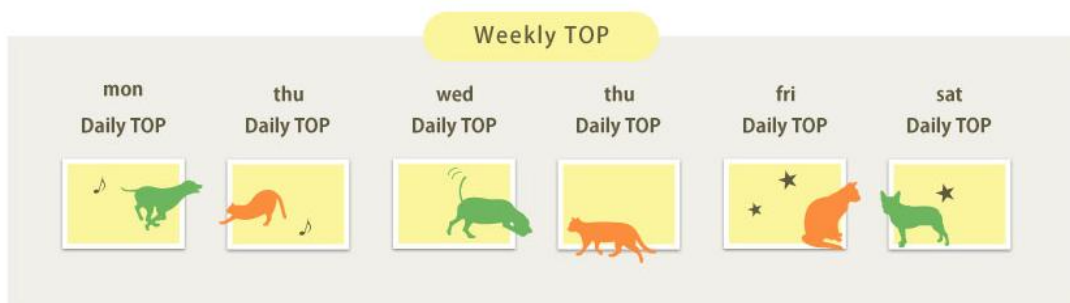 Weekly TOP
mon
Daily TOP
thu
Daily TOP
wed
Daily TOP
thu
Daily TOP
fri
Daily TOP
sat
Daily TOP